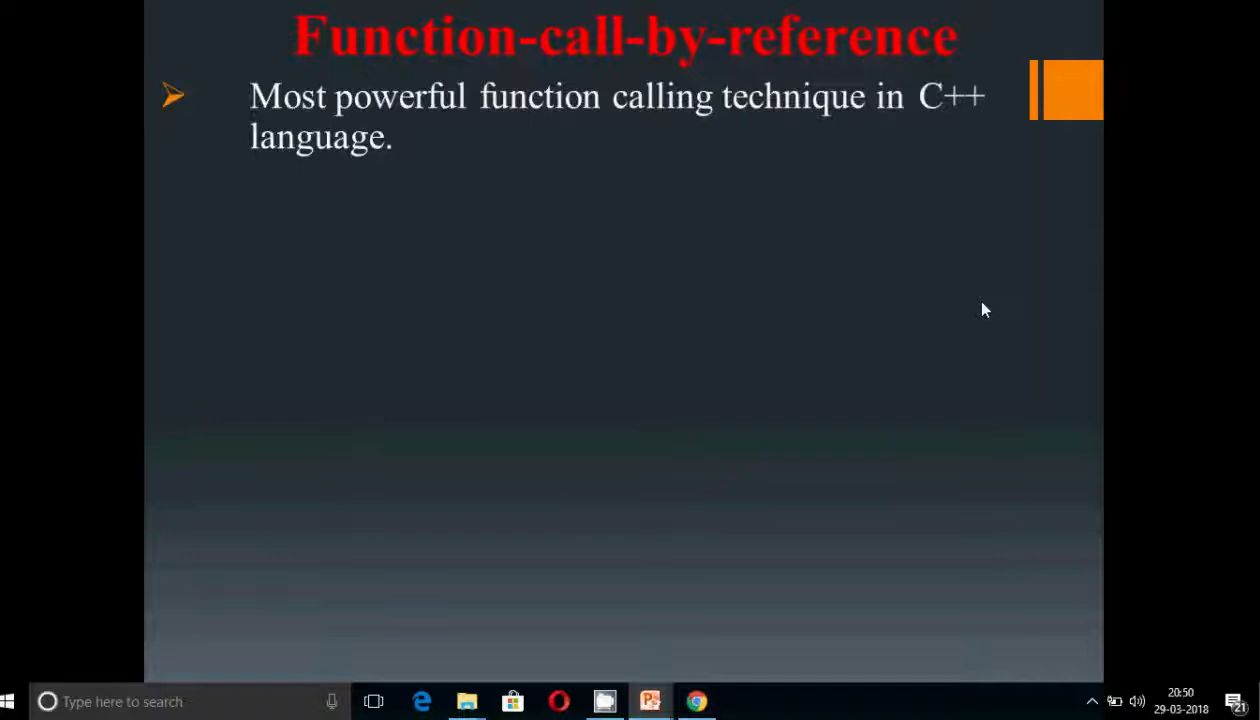 Function-call-by-reference
Most powerful function calling technique in C++
language.
Type here to search
20:50
29-03-2018
21